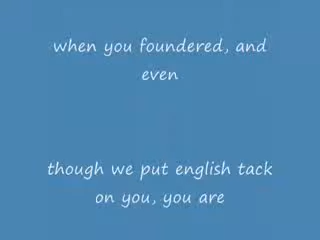 when you foundered, and
even
though we put english tack
on you, you are